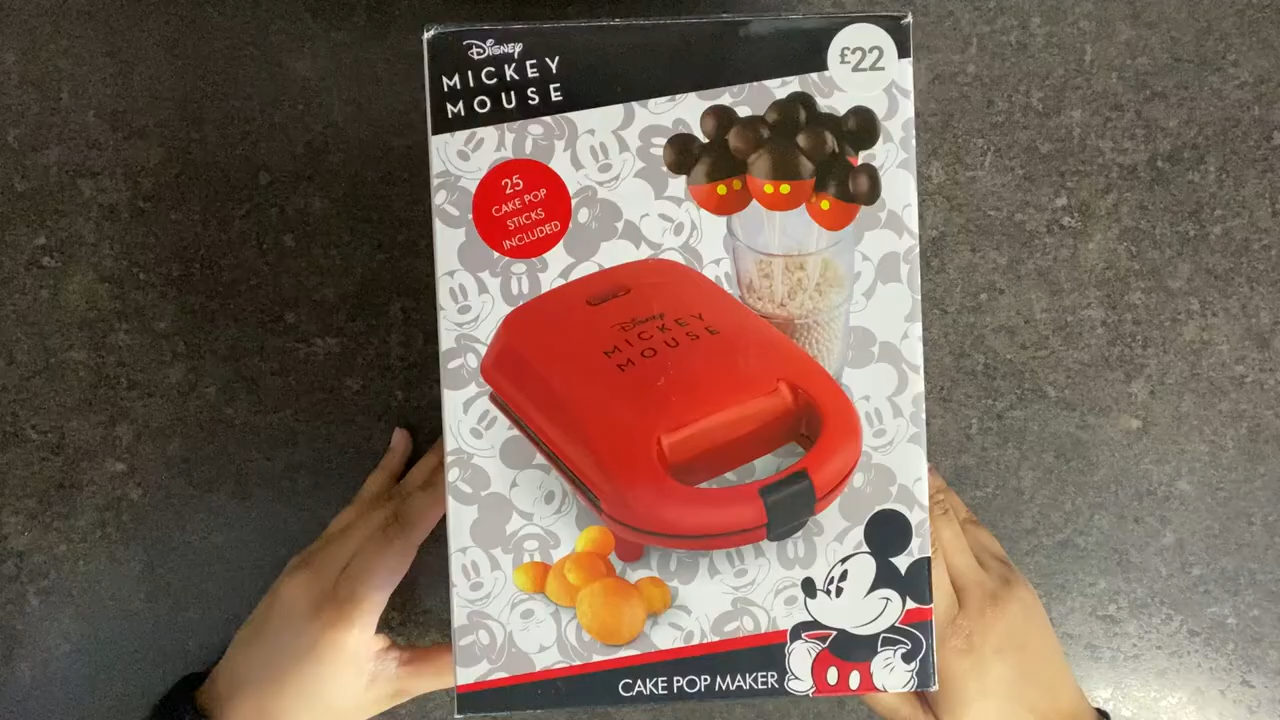 Disney
MICKEY
MOUSE
£22
25
CAKE POP
STICKS
INCLUDED
Disney
MICKEY
MOUSE
CAKE POP MAKER